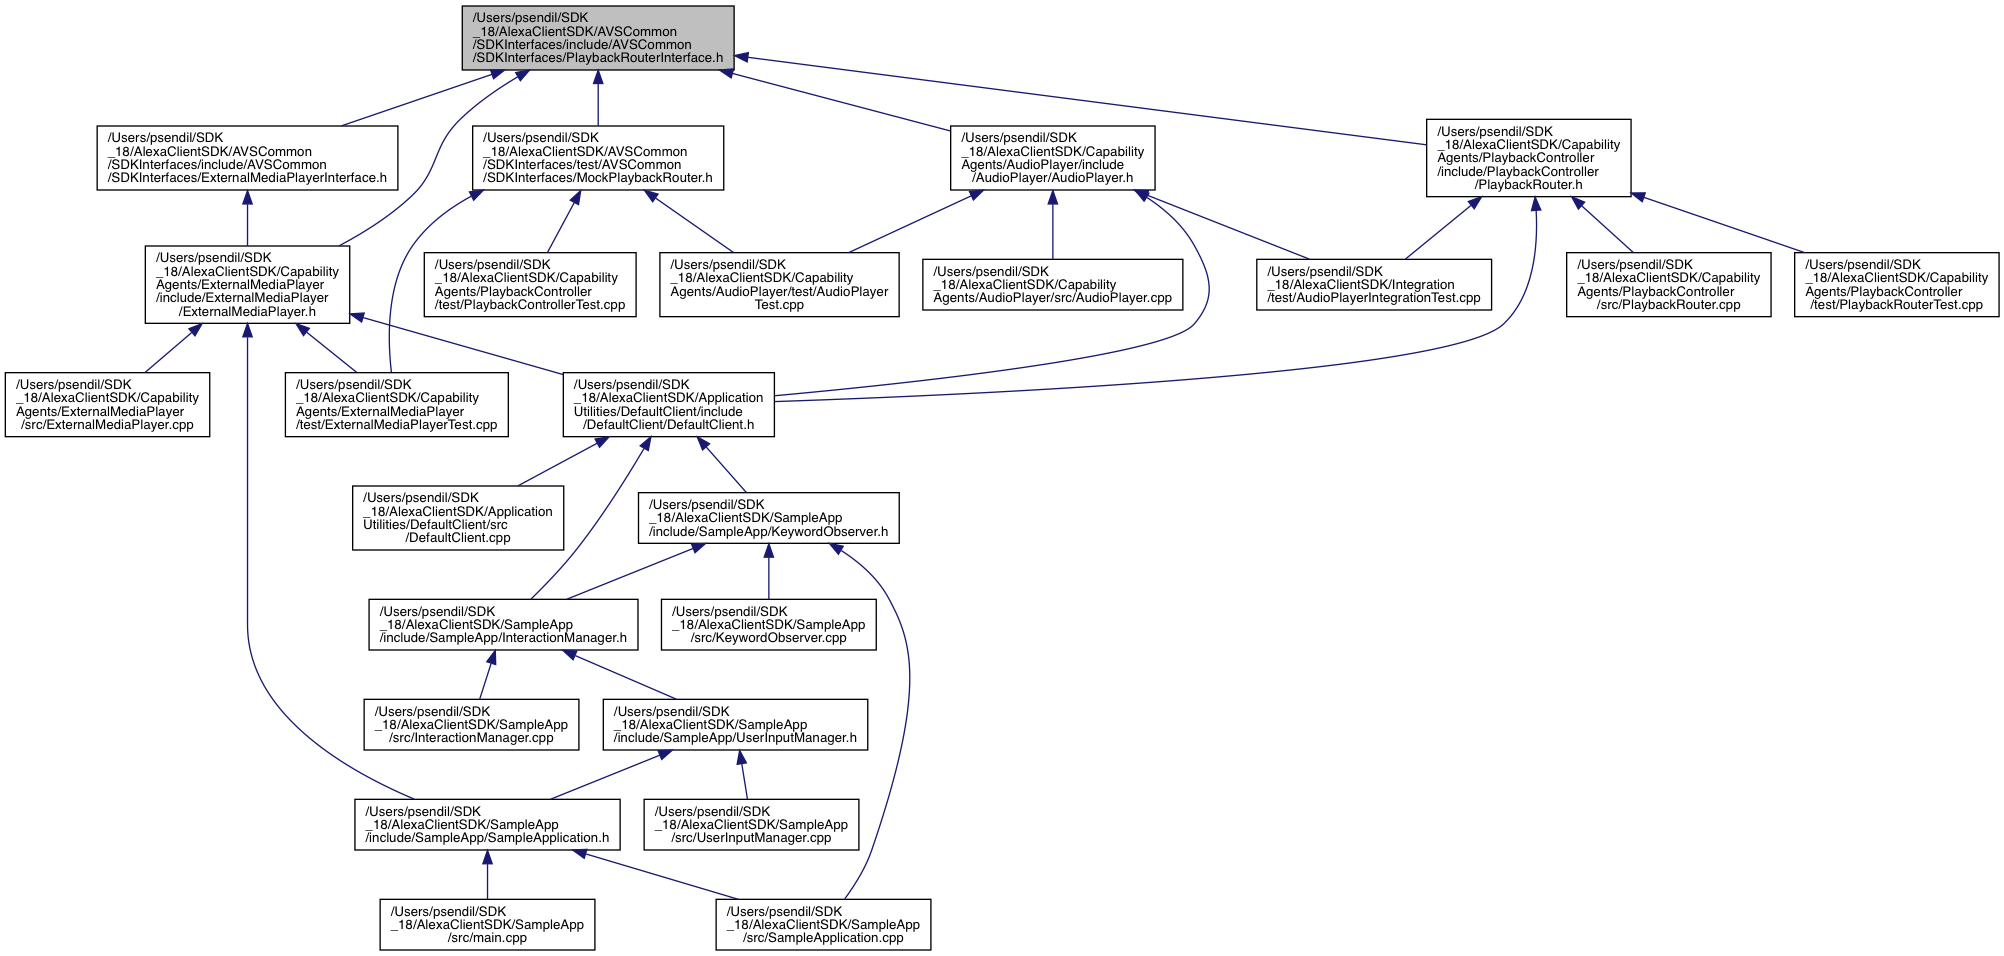 /Users/psendil/SDK
_18/AlexaClientSDK/AVSCommon
/SDKInterfaces/include/AVSCommon
/SDKInterfaces/PlaybackRouterInterface.h
/Users/psendil/SDK
_18/AlexaClientSDK/AVSCommon
/SDKInterfaces/include/AVSCommon
/SDKInterfaces/ExternalMediaPlayerInterface.h
/Users/psendil/SDK
_18/AlexaClientSDK/AVSCommon
/SDKInterfaces/test/AVSCommon
/SDKInterfaces/MockPlaybackRouter.h
/Users/psendil/SDK
_18/AlexaClientSDK/Capability
Agents/AudioPlayer/include
/AudioPlayer/AudioPlayer.h
/Users/psendil/SDK
_18/AlexaClientSDK/Capability
Agents/PlaybackController
/include/PlaybackController
/PlaybackRouter.h
/Users/psendil/SDK
_18/AlexaClientSDK/Capability
Agents/ExternalMediaPlayer
/include/ExternalMediaPlayer
/ExternalMediaPlayer.h
/Users/psendil/SDK
_18/AlexaClientSDK/Capability
Agents/PlaybackController
/test/PlaybackControllerTest.cpp
/Users/psendil/SDK
_18/AlexaClientSDK/Capability
Agents/AudioPlayer/test/AudioPlayer
Test.cpp
/Users/psendil/SDK
_18/AlexaClientSDK/Capability
Agents/AudioPlayer/src/AudioPlayer.cpp
/Users/psendil/SDK
_18/AlexaClientSDK/Integration
/test/AudioPlayerIntegrationTest.cpp
/Users/psendil/SDK
_18/AlexaClientSDK/Capability
Agents/PlaybackController
/src/PlaybackRouter.cpp
/Users/psendil/SDK
_18/AlexaClientSDK/Capability
Agents/PlaybackController
/test/PlaybackRouterTest.cpp
/Users/psendil/SDK
_18/AlexaClientSDK/Capability
Agents/ExternalMediaPlayer
/src/ExternalMediaPlayer.cpp
/Users/psendil/SDK
_18/AlexaClientSDK/Capability
Agents/ExternalMediaPlayer
/test/ExternalMediaPlayerTest.cpp
/Users/psendil/SDK
_18/AlexaClientSDK/Application
Utilities/DefaultClient/include
/DefaultClient/DefaultClient.h
/Users/psendil/SDK
_18/AlexaClientSDK/Application
Utilities/DefaultClient/src
/DefaultClient.cpp
/Users/psendil/SDK
_18/AlexaClientSDK/SampleApp
/include/SampleApp/KeywordObserver.h
/Users/psendil/SDK
_18/AlexaClientSDK/SampleApp
/include/SampleApp/InteractionManager.h
/Users/psendil/SDK
_18/AlexaClientSDK/SampleApp
/src/KeywordObserver.cpp
/Users/psendil/SDK
_18/AlexaClientSDK/SampleApp
/src/InteractionManager.cpp
/Users/psendil/SDK
_18/AlexaClientSDK/SampleApp
/include/SampleApp/UserInputManager.h
/Users/psendil/SDK
_18/AlexaClientSDK/SampleApp
/include/SampleApp/SampleApplication.h
/Users/psendil/SDK
_18/AlexaClientSDK/SampleApp
/src/UserInputManager.cpp
/Users/psendil/SDK
_18/AlexaClientSDK/SampleApp
/src/main.cpp
/Users/psendil/SDK
_18/AlexaClientSDK/SampleApp
/src/SampleApplication.cpp